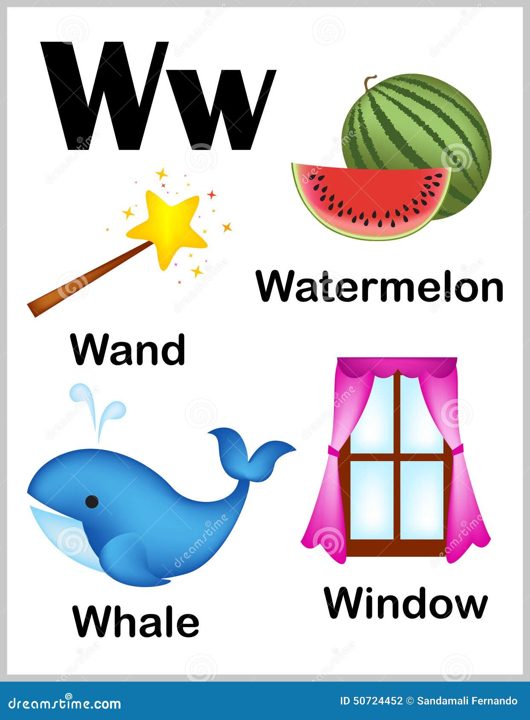 Ww
Watermelon
Wand
Whale
Window
dreamstime.com
ID 50724452 © Sandamali Fernando